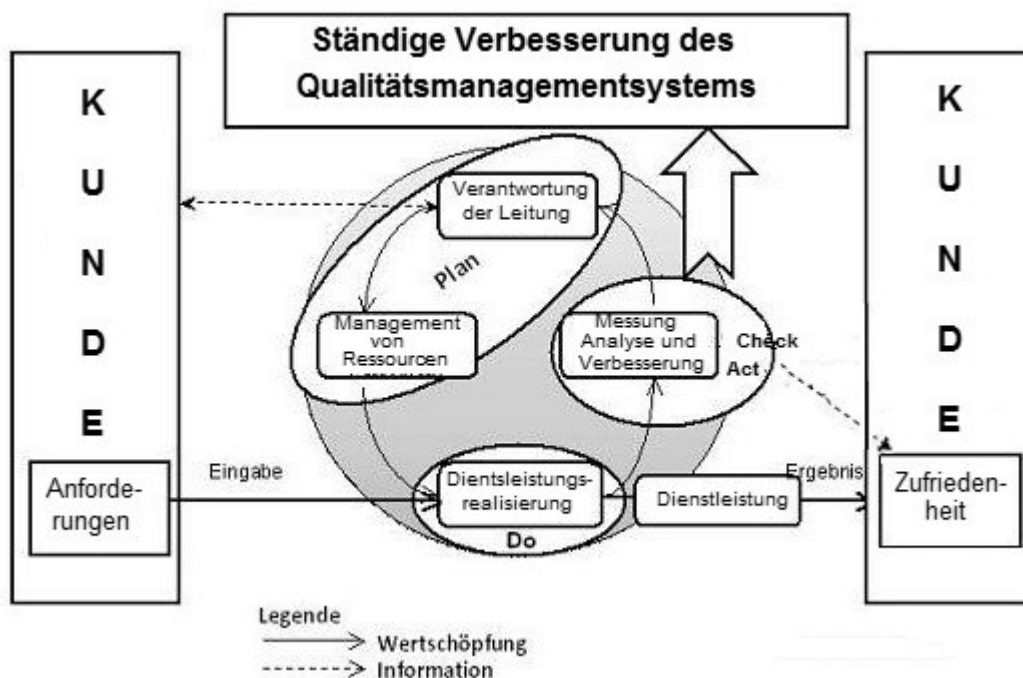 Ständige Verbesserung des
Qualitätsmanagementsystems
K
U
N
D
E
Anforde-
rungen
Eingabe
Verantwortung
der Leitung
Plan
Management
von
Ressourcen
Messung
Analyse und
Verbesserung
Check
Act
Dientsleistungs-
realisierung
Do
Dienstleistung
Ergebnis
K
U
N
D
E
Zufrieden-
heit
Legende
Wertschöpfung
Information